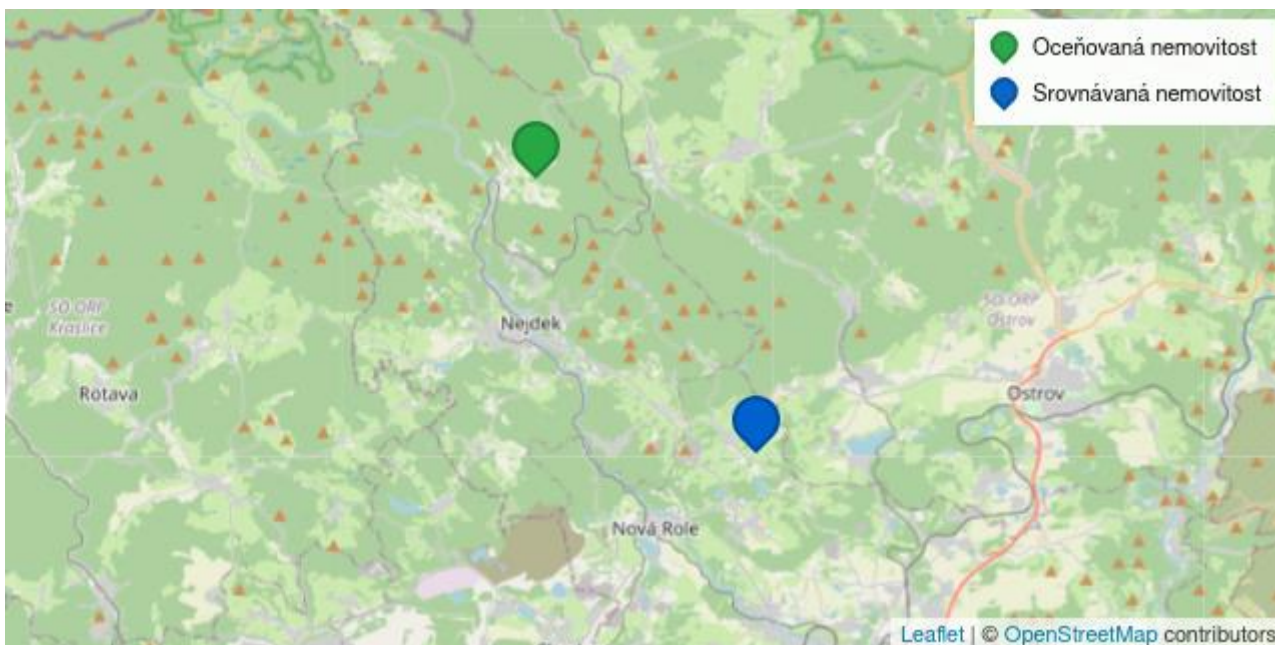 Oceňovaná nemovitost
Srovnávaná nemovitost
SO ORP
Kraslice
SO ORP
Ostrov
Nejdek
Rotava
Ostrov
Nová Role
Leaflet | © OpenStreetMap contributors